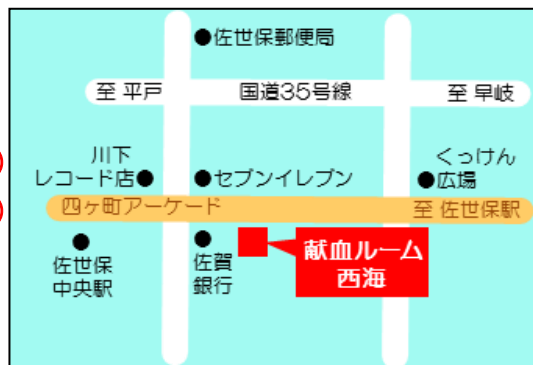 ●佐世保郵便局
至 平戸
国道35号線
至 早岐
川下
レコード店●
●セブンイレブン
くっけん
●広場
四ヶ町アーケード
至 佐世保駅
佐世保
中央駅
佐賀
銀行
献血ルーム
西海